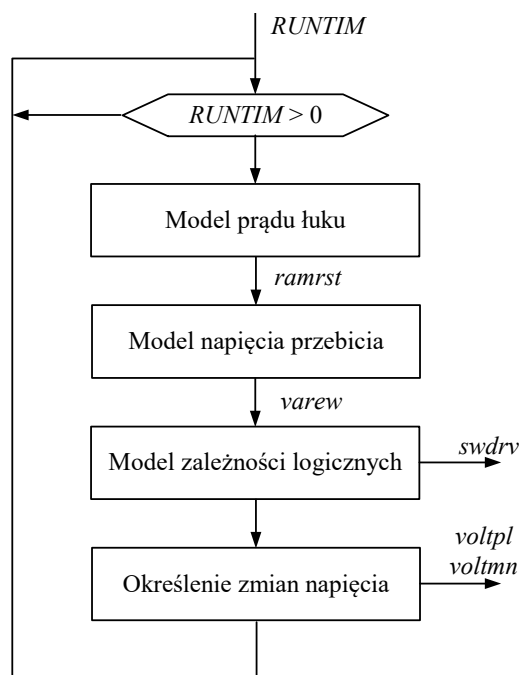 RUNTIM
RUNTIM > 0
Model prądu łuku
ramrst
Model napięcia przebicia
varew
Model zależności logicznych
swdrv
voltpl
voltmn
Określenie zmian napięcia